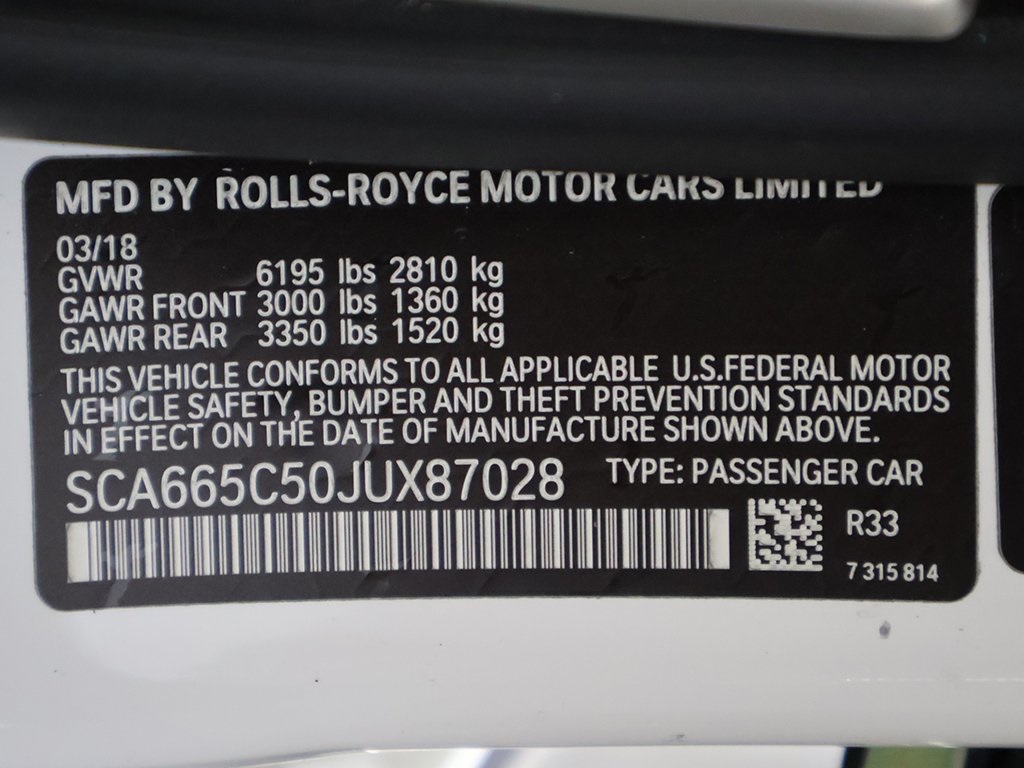 MFD BY ROLLS-ROYCE MOTOR CARS LIMITED
03/18
GVWR 6195 lbs 2810 kg
GAWR FRONT 3000 lbs 1360 kg
GAWR REAR 3350 lbs 1520 kg
THIS VEHICLE CONFORMS TO ALL APPLICABLE U.S.FEDERAL MOTOR
VEHICLE SAFETY, BUMPER AND THEFT PREVENTION STANDARDS
IN EFFECT ON THE DATE OF MANUFACTURE SHOWN ABOVE.
SCA665C50JUX87028 TYPE: PASSENGER CAR
R33
7 315 814